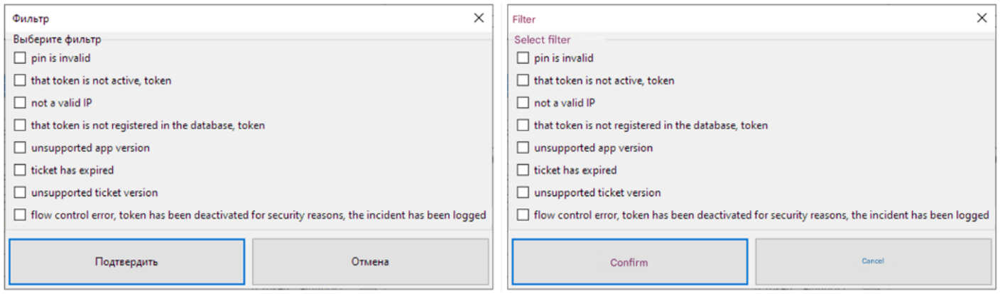 Фильтр
Выберите фильтр
pin is invalid
that token is not active, token
not a valid IP
that token is not registered in the database, token
unsupported app version
ticket has expired
unsupported ticket version
flow control error, token has been deactivated for security reasons, the incident has been logged
Подтвердить
Отмена
Filter
Select filter
pin is invalid
that token is not active, token
not a valid IP
that token is not registered in the database, token
unsupported app version
ticket has expired
unsupported ticket version
flow control error, token has been deactivated for security reasons, the incident has been logged
Confirm
Cancel